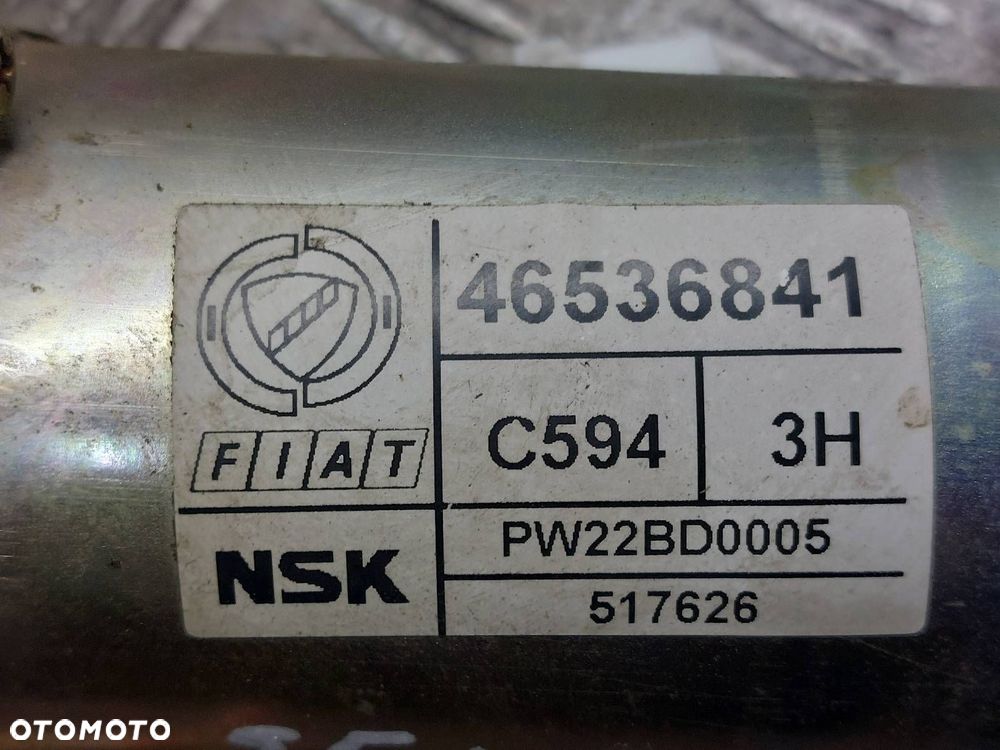 46536841
FIAT
C594 3H
NSK
PW22BD0005
517626
OTOMOTO